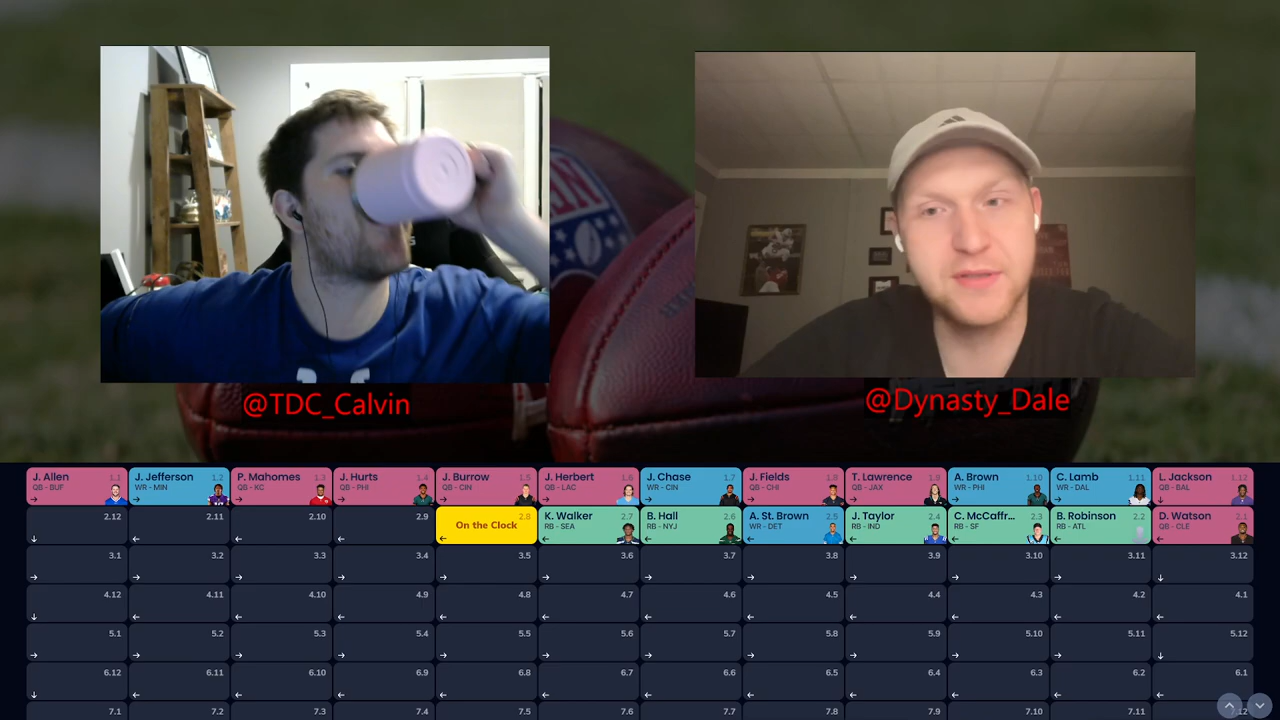 @TDC_Calvin
@Dynasty_Dale
J. Allen 1.1
QB - BUF
J. Jefferson 1.2
WR - MIN
P. Mahomes 1.3
QB - KC
J. Hurts 1.4
QB - PHI
J. Burrow 1.5
QB - CIN
J. Herbert 1.6
QB - LAC
J. Chase 1.7
WR - CIN
J. Fields 1.8
QB - CHI
T. Lawrence 1.9
QB - JAX
A. Brown 1.10
WR - PHI
C. Lamb 1.11
WR - DAL
L. Jackson 1.12
QB - BAL
2.12
2.11
2.10
2.9
2.8
On the Clock
K. Walker 2.7
RB - SEA
B. Hall 2.6
RB - NYJ
A. St. Brown 2.5
WR - DET
J. Taylor 2.4
RB - IND
C. McCaffr... 2.3
RB - SF
B. Robinson 2.2
RB - ATL
D. Watson 2.1
QB - CLE
3.1 3.2 3.3 3.4 3.5 3.6 3.7 3.8 3.9 3.10 3.11 3.12
4.12 4.11 4.10 4.9 4.8 4.7 4.6 4.5 4.4 4.3 4.2 4.1
5.1 5.2 5.3 5.4 5.5 5.6 5.7 5.8 5.9 5.10 5.11 5.12
6.12 6.11 6.10 6.9 6.8 6.7 6.6 6.5 6.4 6.3 6.2 6.1
7.1 7.2 7.3 7.4 7.5 7.6 7.7 7.8 7.9 7.10 7.11